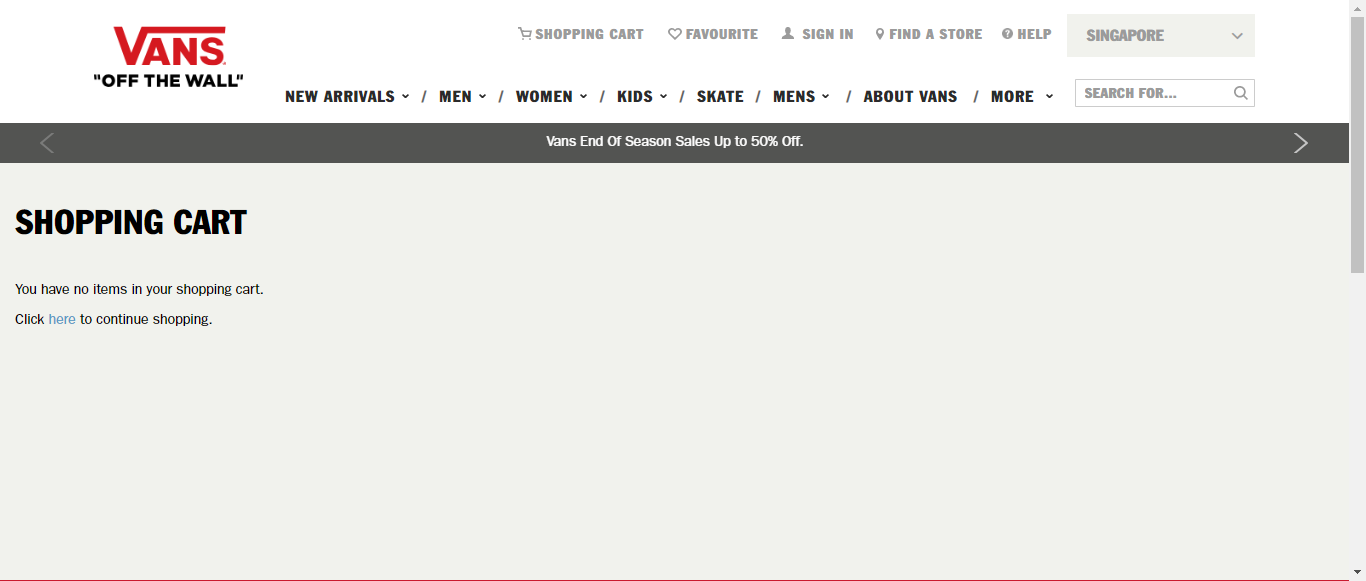 VANS
"OFF THE WALL"
SHOPPING CART FAVOURITE SIGN IN FIND A STORE HELP SINGAPORE
NEW ARRIVALS / MEN / WOMEN / KIDS / SKATE / MENS / ABOUT VANS / MORE SEARCH FOR...
Vans End Of Season Sales Up to 50% Off.
SHOPPING CART
You have no items in your shopping cart.
Click here to continue shopping.